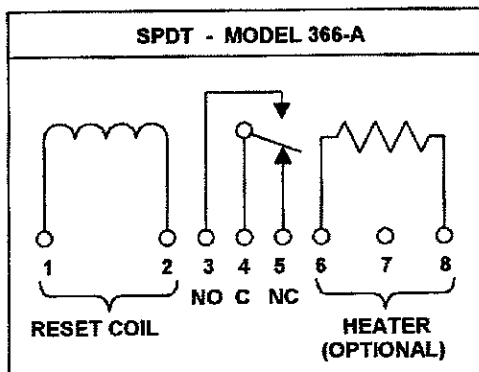 SPDT - MODEL 366-A
1 2 3 4 5 6 7 8
NO C NC
RESET COIL
HEATER
(OPTIONAL)